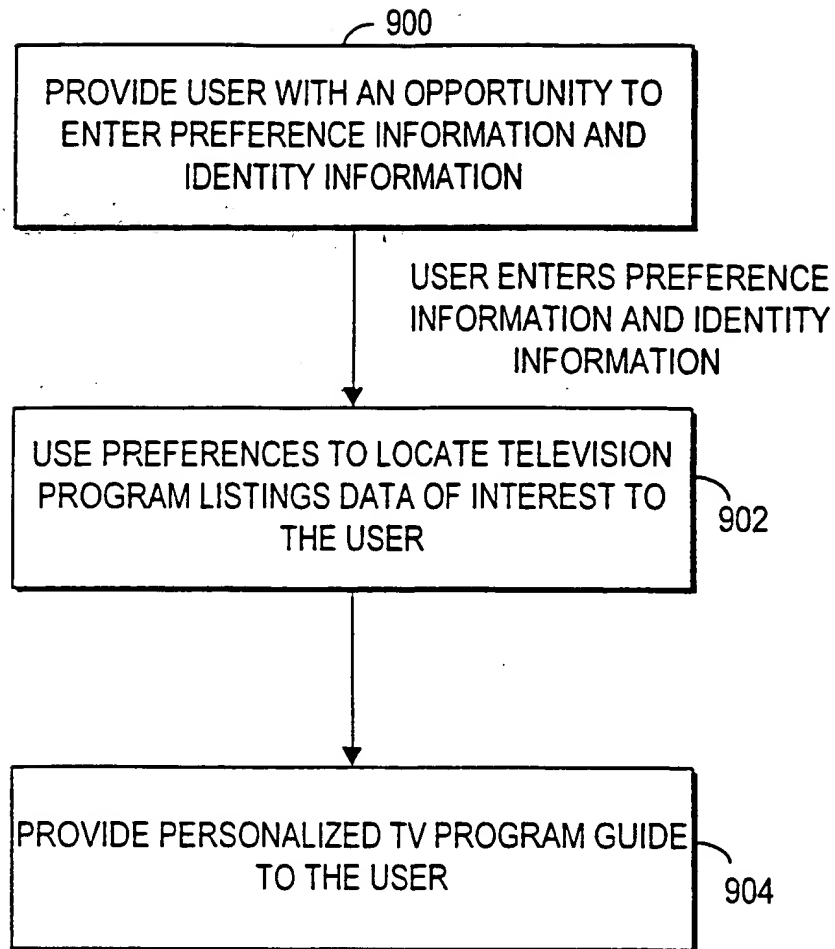 900
PROVIDE USER WITH AN OPPORTUNITY TO
ENTER PREFERENCE INFORMATION AND
IDENTITY INFORMATION
USER ENTERS PREFERENCE
INFORMATION AND IDENTITY
INFORMATION
USE PREFERENCES TO LOCATE TELEVISION
PROGRAM LISTINGS DATA OF INTEREST TO
THE USER
902
PROVIDE PERSONALIZED TV PROGRAM GUIDE
TO THE USER
904